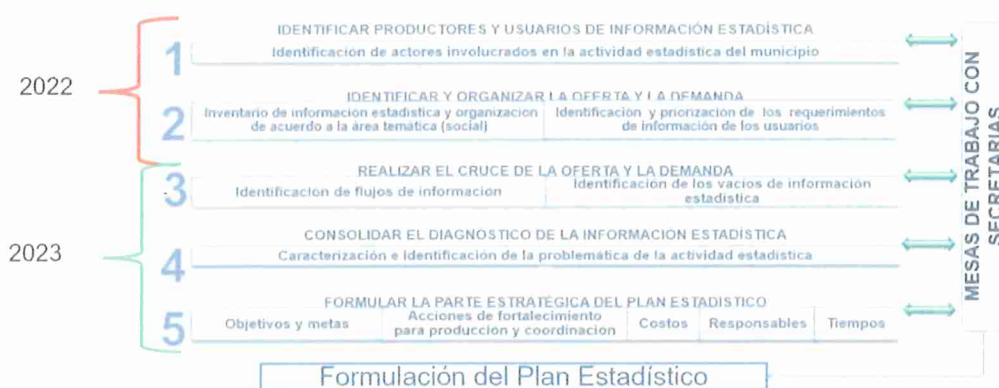 2022
1
IDENTIFICAR PRODUCTORES Y USUARIOS DE INFORMACIÓN ESTADÍSTICA
Identificación de actores involucrados en la actividad estadística del municipio
2
IDENTIFICAR Y ORGANIZAR LA OFERTA Y LA DEMANDA
Inventario de información estadística y organización
de acuerdo a la área temática (social)
Identificación y priorización de los requerimientos
de información de los usuarios
2023
3
REALIZAR EL CRUCE DE LA OFERTA Y LA DEMANDA
Identificación de flujos de información
Identificación de los vacíos de información
estadística
4
CONSOLIDAR EL DIAGNOSTICO DE LA INFORMACIÓN ESTADÍSTICA
Caracterización e identificación de la problemática de la actividad estadística
5
FORMULAR LA PARTE ESTRATÉGICA DEL PLAN ESTADISTICO
Objetivos y metas
Acciones de fortalecimiento
para producción y coordinación
Costos
Responsables
Tiempos
MESAS DE TRABAJO CON
SECRETARIAS
Formulación del Plan Estadístico